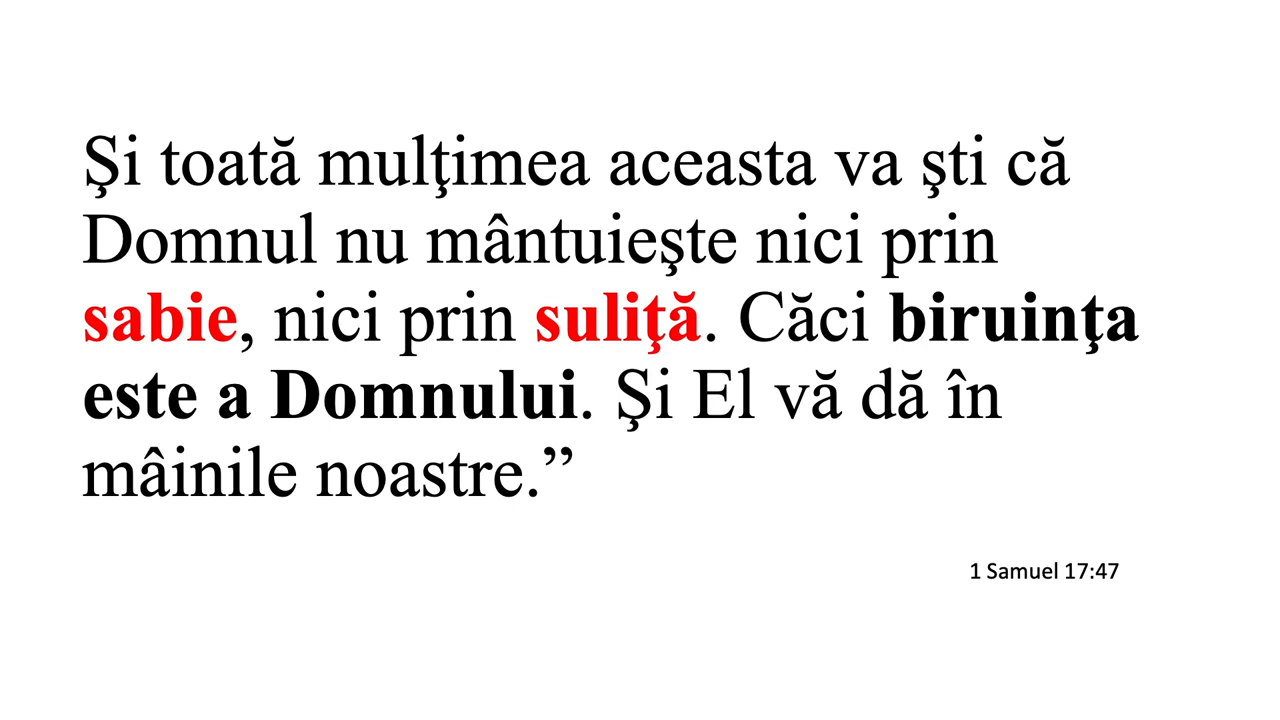 Şi toată mulţimea aceasta va şti că
Domnul nu mântuieşte nici prin
sabie, nici prin suliţă. Căci biruinţa
este a Domnului. Şi El vă dă în
mâinile noastre.”
1 Samuel 17:47